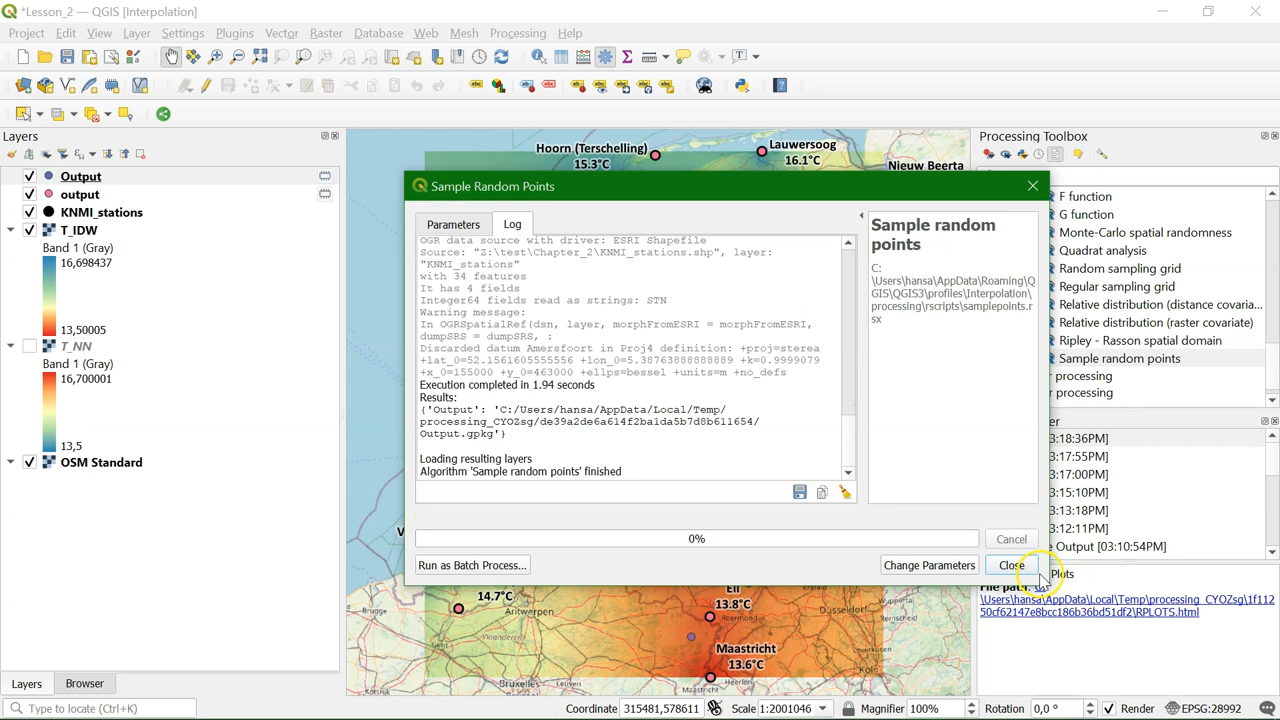 *Lesson_2 — QGIS [Interpolation]
Project Edit View Layer Settings Plugins Vector Raster Database Web Mesh Processing Help
Layers
Output
output
KNMI_stations
T_IDW
Band 1 (Gray)
16,698437
13,50005
T_NN
Band 1 (Gray)
16,700001
13,5
OSM Standard
Layers Browser
Hoorn (Terschelling)
15.3°C
Lauwersoog
16.1°C
Nieuw Beerta
Sample Random Points
Parameters Log
OGR data source with driver: ESRI Shapefile
Source: "Z:\test\Chapter_2\KNMI_stations.shp", layer:
"KNMI_stations"
with 34 features
It has 4 fields
Integer64 fields read as strings: STN
Warning message:
In OGRSpatialRef(dsn, layer, morphFromESRI = morphFromESRI,
dumpSRS = dumpSRS, :
Discarded datum Amersfoort in Proj4 definition: +proj=sterea
+lat_0=52.1561605555556 +lon_0=5.38763888888889 +k=0.9999079
+x_0=155000 +y_0=463000 +ellps=bessel +units=m +no_defs
Execution completed in 1.94 seconds
Results:
{'Output': 'C:/Users/hansa/AppData/Local/Temp/
processing_CYOZsg/de39a2de6a614f2ba1da5b7d8b611654/
Output.gpkg'}
Loading resulting layers
Algorithm 'Sample random points' finished
Sample random
points
C:
\Users\hansa\AppData\Roaming\Q
GIS\QGIS3\profiles\Interpolation\
processing\rscripts\samplepoints.r
sx
0%
Cancel
Run as Batch Process...
Change Parameters
Close
14.7°C
Ell
13.8°C
Maastricht
13.6°C
Brugge
Antwerpen
Vlaanderen
Gent
Bruxelles
Leuven
Roermond
Düsseldorf
Wuppertal
Remscheid
Leverkusen
Heerlen
Maastricht
Processing Toolbox
F function
G function
Monte-Carlo spatial randomness
Quadrat analysis
Random sampling grid
Regular sampling grid
Relative distribution (distance covaria...
Relative distribution (raster covariate)
Ripley - Rasson spatial domain
Sample random points
r processing
r processing
er
3:18:36PM]
3:17:55PM]
3:17:00PM]
3:15:10PM]
3:13:18PM]
3:12:11PM]
e Output [03:10:54PM]
Plots
File path:
\Users\hansa\AppData\Local\Temp\processing_CYOZsg\1f112
50cf62147e8bcc186b36bd51df2\RPLOTS.html
Type to locate (Ctrl+K)
Coordinate 315481,578611 Scale 1:2001046 Magnifier 100% Rotation 0,0 ° Render EPSG:28992